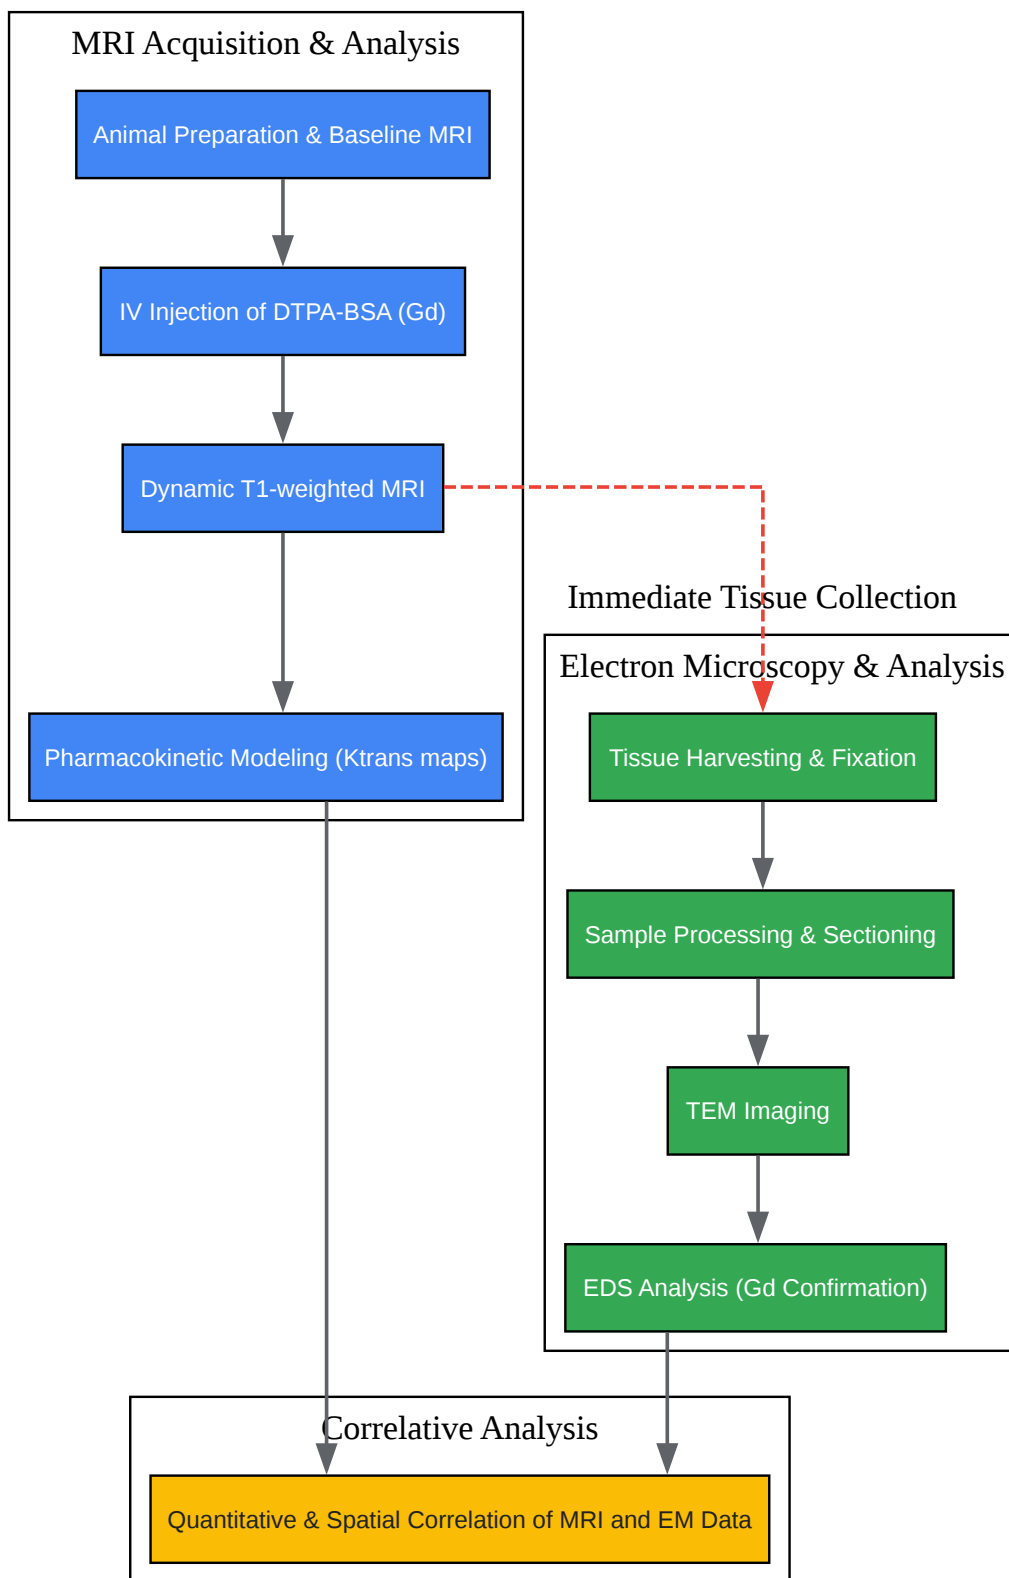 MRI Acquisition & Analysis
Animal Preparation & Baseline MRI
IV Injection of DTPA-BSA (Gd)
Dynamic T1-weighted MRI
Pharmacokinetic Modeling (Ktrans maps)
Immediate Tissue Collection
Electron Microscopy & Analysis
Tissue Harvesting & Fixation
Sample Processing & Sectioning
TEM Imaging
EDS Analysis (Gd Confirmation)
Correlative Analysis
Quantitative & Spatial Correlation of MRI and EM Data